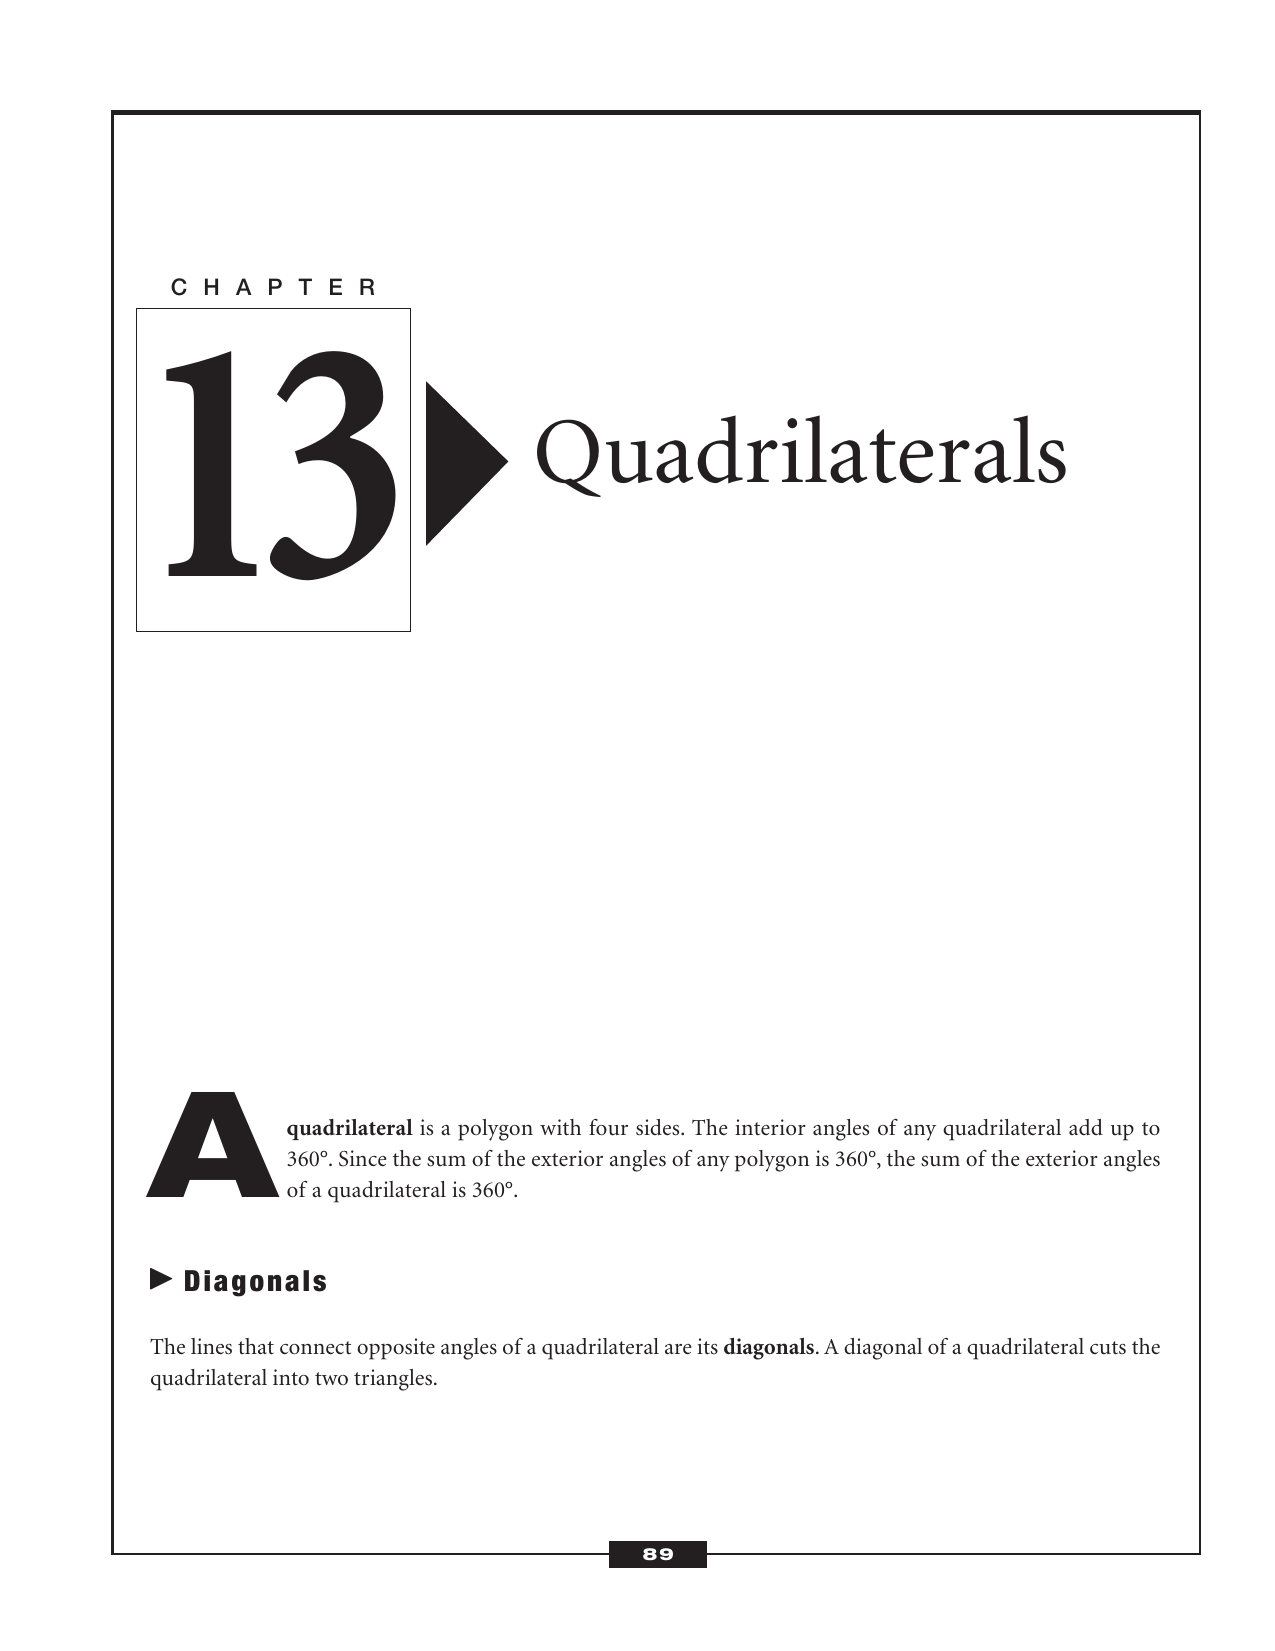 CHAPTER
13
Quadrilaterals
A quadrilateral is a polygon with four sides. The interior angles of any quadrilateral add up to
360°. Since the sum of the exterior angles of any polygon is 360°, the sum of the exterior angles
of a quadrilateral is 360°.
Diagonals
The lines that connect opposite angles of a quadrilateral are its diagonals. A diagonal of a quadrilateral cuts the
quadrilateral into two triangles.
89